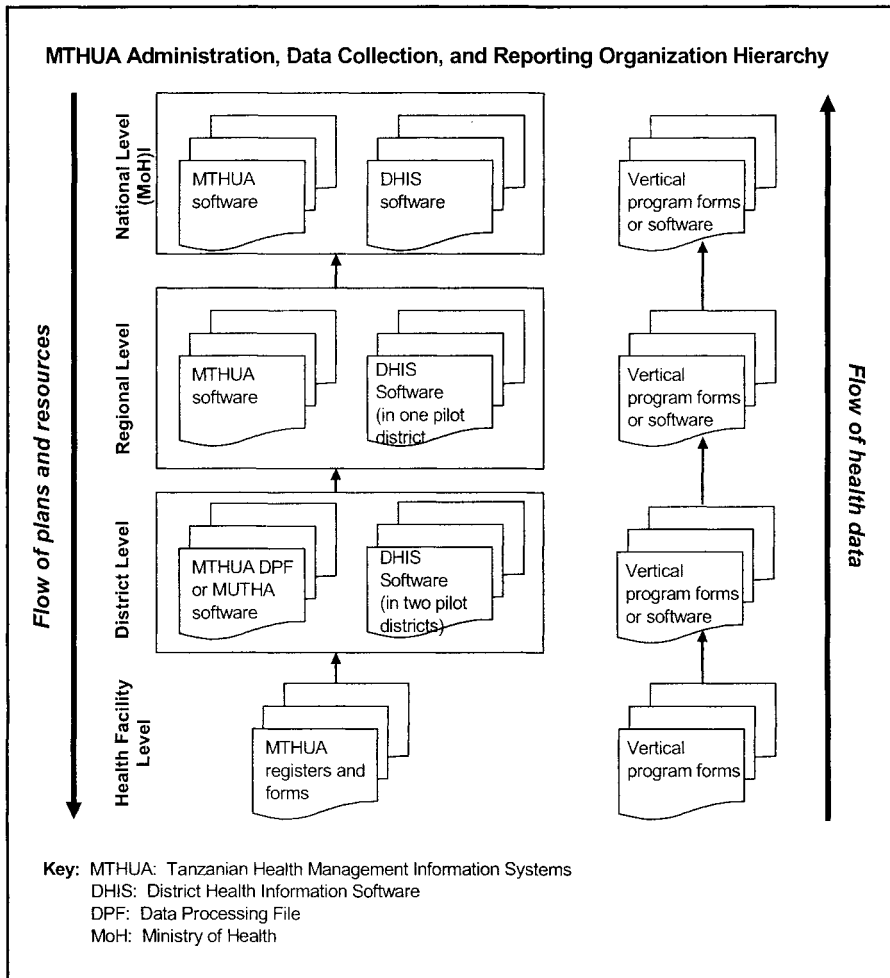 MTHUA Administration, Data Collection, and Reporting Organization Hierarchy
Flow of plans and resources
National Level
(MoH)l
MTHUA
software
DHIS
software
Vertical
program forms
or software
Regional Level
MTHUA
software
DHIS
Software
(in one pilot
district
Vertical
program forms
or software
District Level
MTHUA DPF
or MUTHA
software
DHIS
Software
(in two pilot
districts)
Vertical
program forms
or software
Health Facility
Level
MTHUA
registers and
forms
Vertical
program forms
Flow of health data
Key: MTHUA: Tanzanian Health Management Information Systems
DHIS: District Health Information Software
DPF: Data Processing File
MoH: Ministry of Health